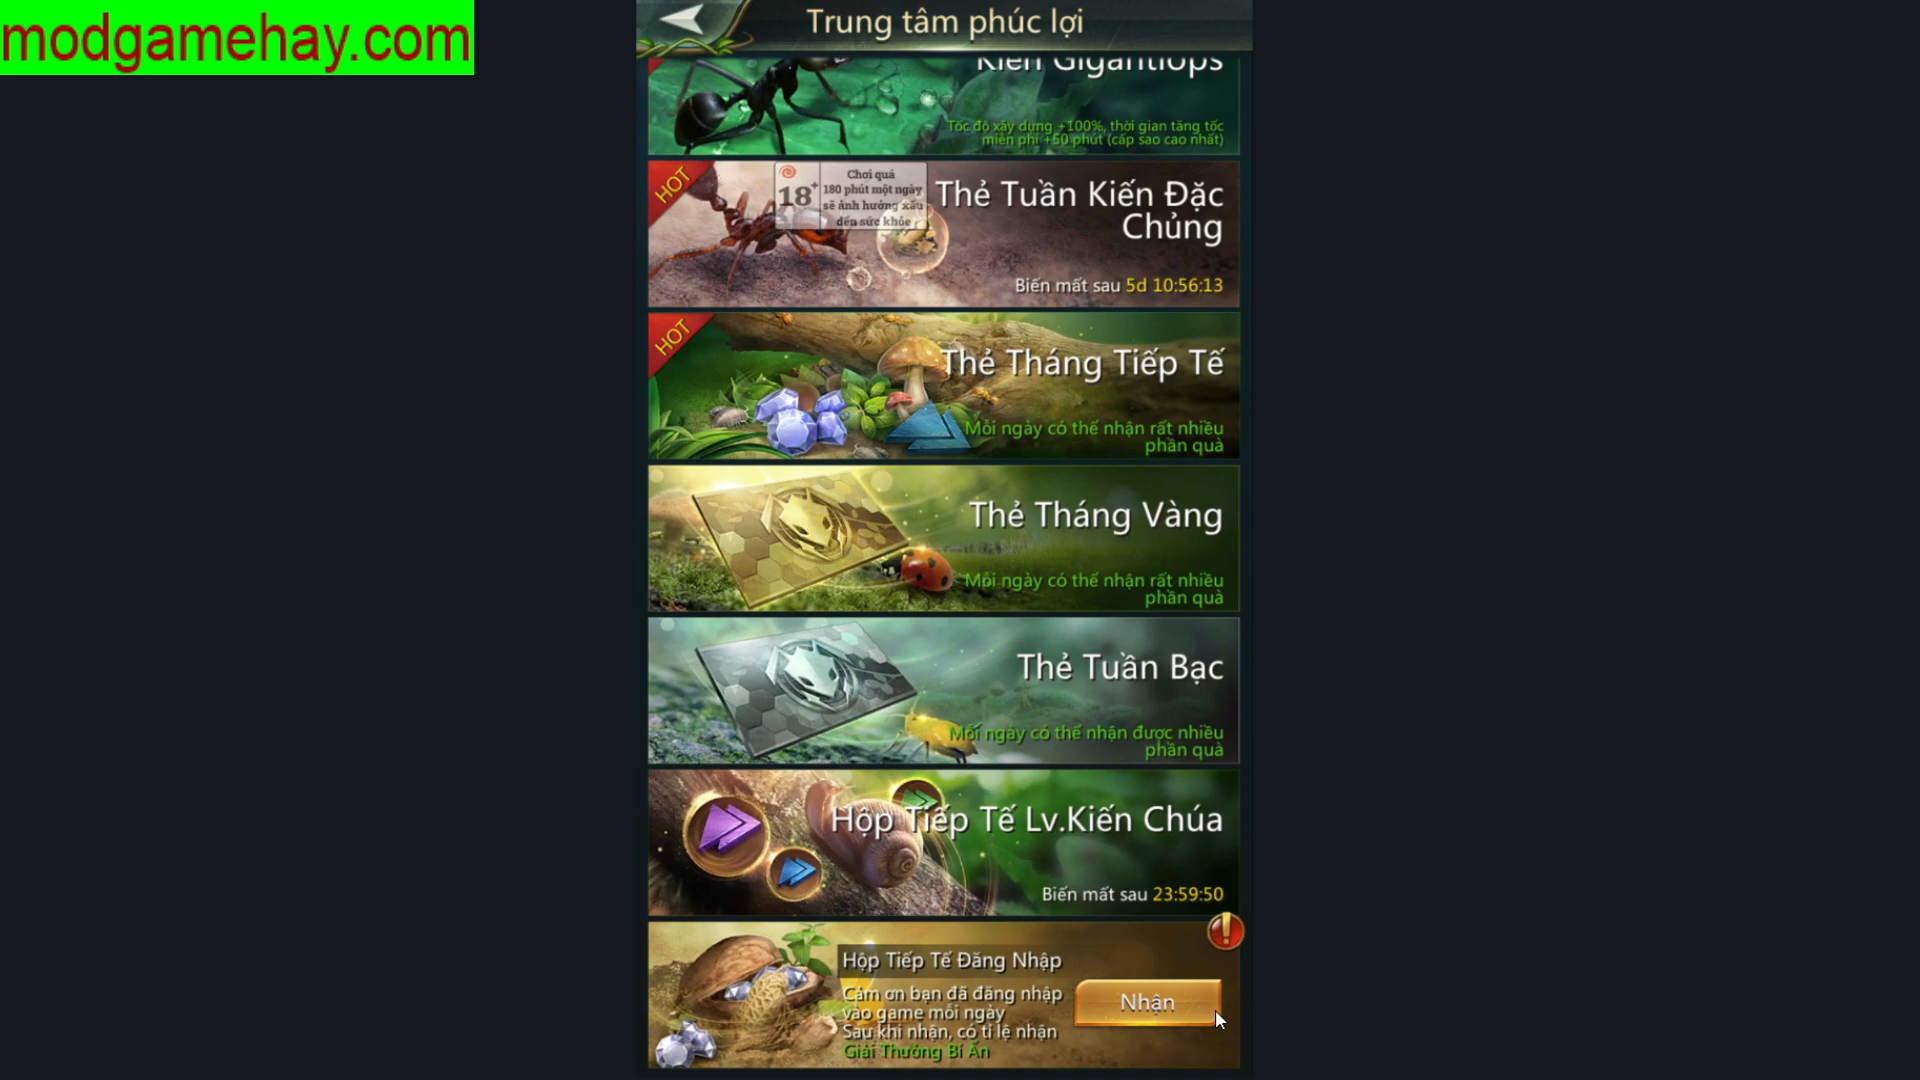 modgamehay.com
Trung tâm phúc lợi
Kiến Gigantiops
Tốc độ xây dựng +100%, thời gian tăng tốc
miễn phí +50 phút (cấp sao cao nhất)
HOT
18+
Chơi quá
180 phút một ngày
sẽ ảnh hưởng xấu
đến sức khỏe
Thẻ Tuần Kiến Đặc
Chủng
Biến mất sau 5d 10:56:13
HOT
Thẻ Tháng Tiếp Tế
Mỗi ngày có thể nhận rất nhiều
phần quà
Thẻ Tháng Vàng
Mỗi ngày có thể nhận rất nhiều
phần quà
Thẻ Tuần Bạc
Mỗi ngày có thể nhận được nhiều
phần quà
Hộp Tiếp Tế Lv.Kiến Chúa
Biến mất sau 23:59:50
Hộp Tiếp Tế Đăng Nhập
Cảm ơn bạn đã đăng nhập
vào game mỗi ngày
Sau khi nhận, có tỉ lệ nhận
Giải Thưởng Bí Ẩn
Nhận